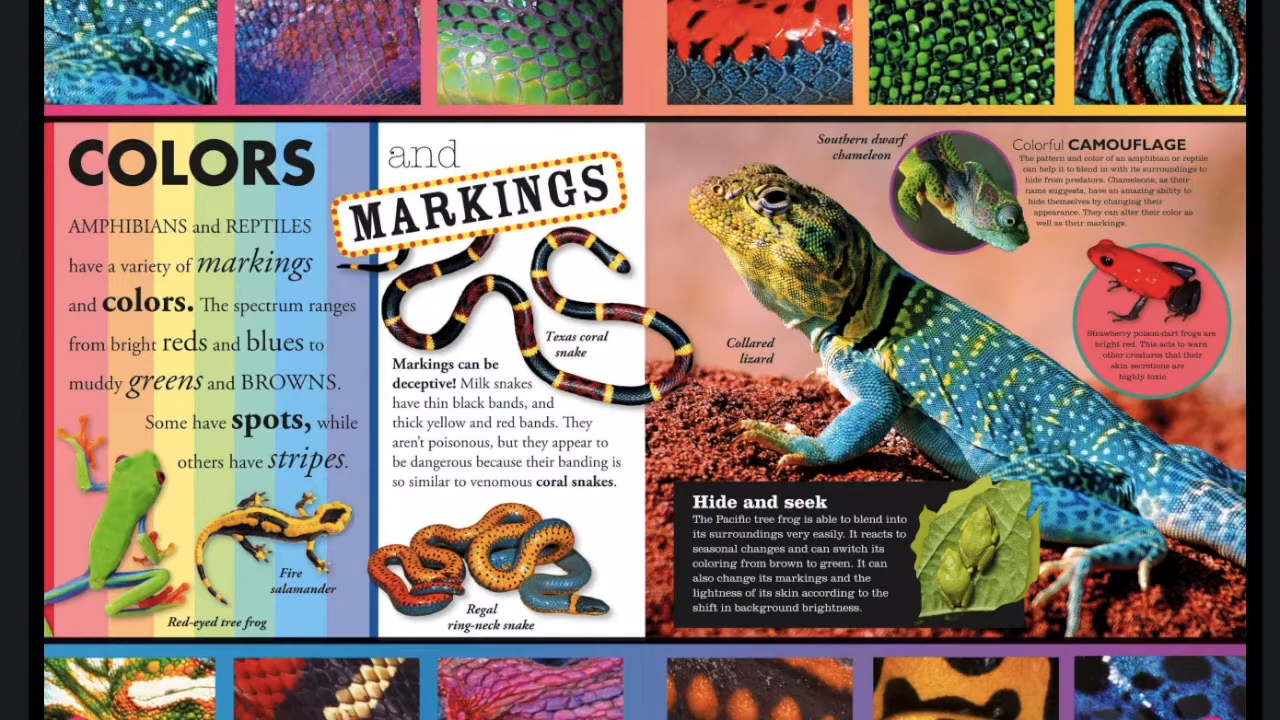 COLORS
AMPHIBIANS and REPTILES
have a variety of markings
and colors. The spectrum ranges
from bright reds and blues to
muddy greens and BROWNS.
Some have spots, while
others have stripes.
Fire
salamander
Red-eyed tree frog
and
MARKINGS
Texas coral
snake
Markings can be
deceptive! Milk snakes
have thin black bands, and
thick yellow and red bands. They
aren't poisonous, but they appear to
be dangerous because their banding is
so similar to venomous coral snakes.
Regal
ring-neck snake
Southern dwarf
chameleon
Colorful CAMOUFLAGE
The pattern and color of an amphibian or reptile
can help it to blend in with its surroundings to
hide from predators. Chameleons, as their
name suggests, have an amazing ability to
hide themselves by changing their
appearance. They can alter their color as
well as their markings.
Collared
lizard
Strawberry poison-dart frogs are
bright red. This acts to warn
other creatures that their
skin secretions are
highly toxic.
Hide and seek
The Pacific tree frog is able to blend into
its surroundings very easily. It reacts to
seasonal changes and can switch its
coloring from brown to green. It can
also change its markings and the
lightness of its skin according to the
shift in background brightness.